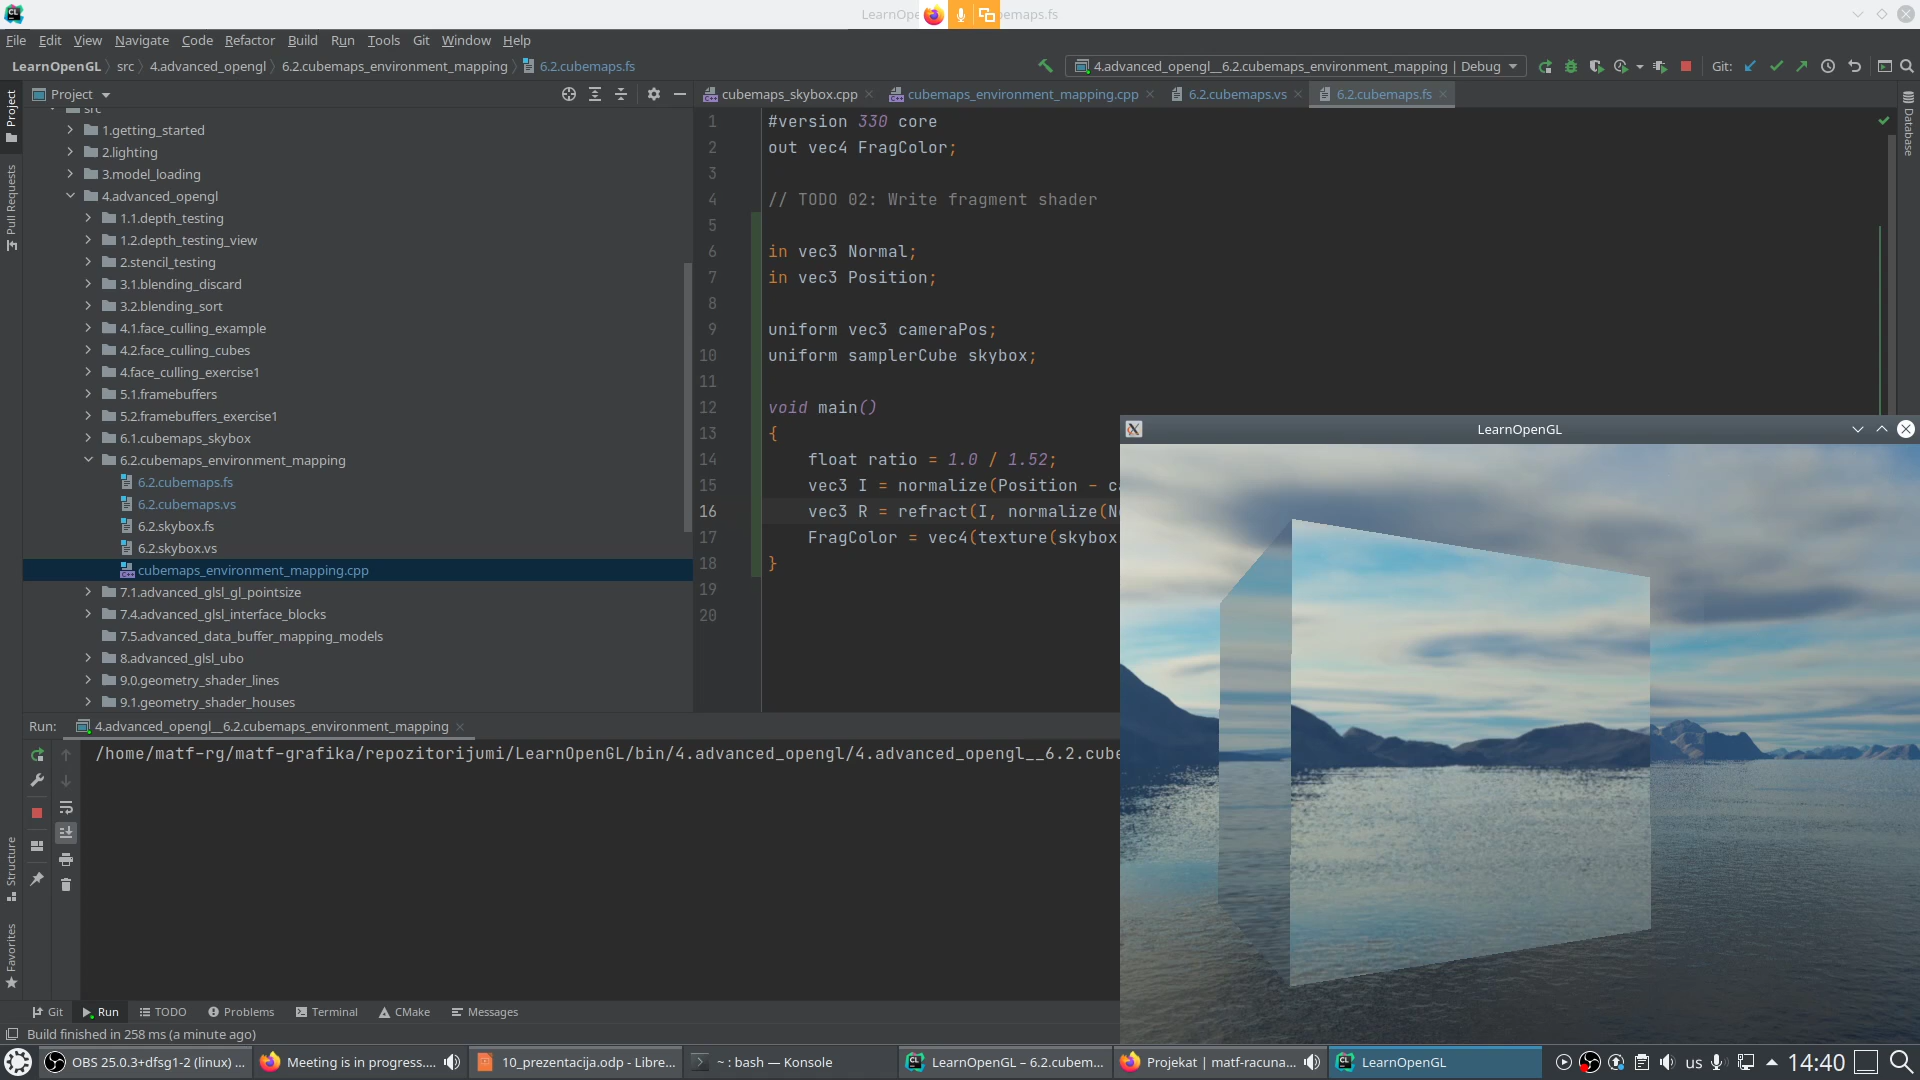 LearnOpe
emaps.fs
File Edit View Navigate Code Refactor Build Run Tools Git Window Help
LearnOpenGL src 4.advanced_opengl 6.2.cubemaps_environment_mapping 6.2.cubemaps.fs
4.advanced_opengl__6.2.cubemaps_environment_mapping | Debug
Git:
Project
Pull Requests
Structure
Favorites
Database
Project
src
1.getting_started
2.lighting
3.model_loading
4.advanced_opengl
1.1.depth_testing
1.2.depth_testing_view
2.stencil_testing
3.1.blending_discard
3.2.blending_sort
4.1.face_culling_example
4.2.face_culling_cubes
4.face_culling_exercise1
5.1.framebuffers
5.2.framebuffers_exercise1
6.1.cubemaps_skybox
6.2.cubemaps_environment_mapping
6.2.cubemaps.fs
6.2.cubemaps.vs
6.2.skybox.fs
6.2.skybox.vs
cubemaps_environment_mapping.cpp
7.1.advanced_glsl_gl_pointsize
7.4.advanced_glsl_interface_blocks
7.5.advanced_data_buffer_mapping_models
8.advanced_glsl_ubo
9.0.geometry_shader_lines
9.1.geometry_shader_houses
cubemaps_skybox.cpp cubemaps_environment_mapping.cpp 6.2.cubemaps.vs 6.2.cubemaps.fs
1 #version 330 core
2 out vec4 FragColor;
3
4 // TODO 02: Write fragment shader
5
6 in vec3 Normal;
7 in vec3 Position;
8
9 uniform vec3 cameraPos;
10 uniform samplerCube skybox;
11
12 void main()
13 {
14 float ratio = 1.0 / 1.52;
15 vec3 I = normalize(Position - ca
16 vec3 R = refract(I, normalize(No
17 FragColor = vec4(texture(skybox
18 }
19
20
LearnOpenGL
Run: 4.advanced_opengl__6.2.cubemaps_environment_mapping
/home/matf-rg/matf-grafika/repozitorijumi/LearnOpenGL/bin/4.advanced_opengl/4.advanced_opengl__6.2.cube
Git Run TODO Problems Terminal CMake Messages
Build finished in 258 ms (a minute ago)
OBS 25.0.3+dfsg1-2 (linux) ... Meeting is in progress.... 10_prezentacija.odp - Libre... ~ : bash — Konsole LearnOpenGL – 6.2.cubem... Projekat | matf-racuna... LearnOpenGL us 14:40